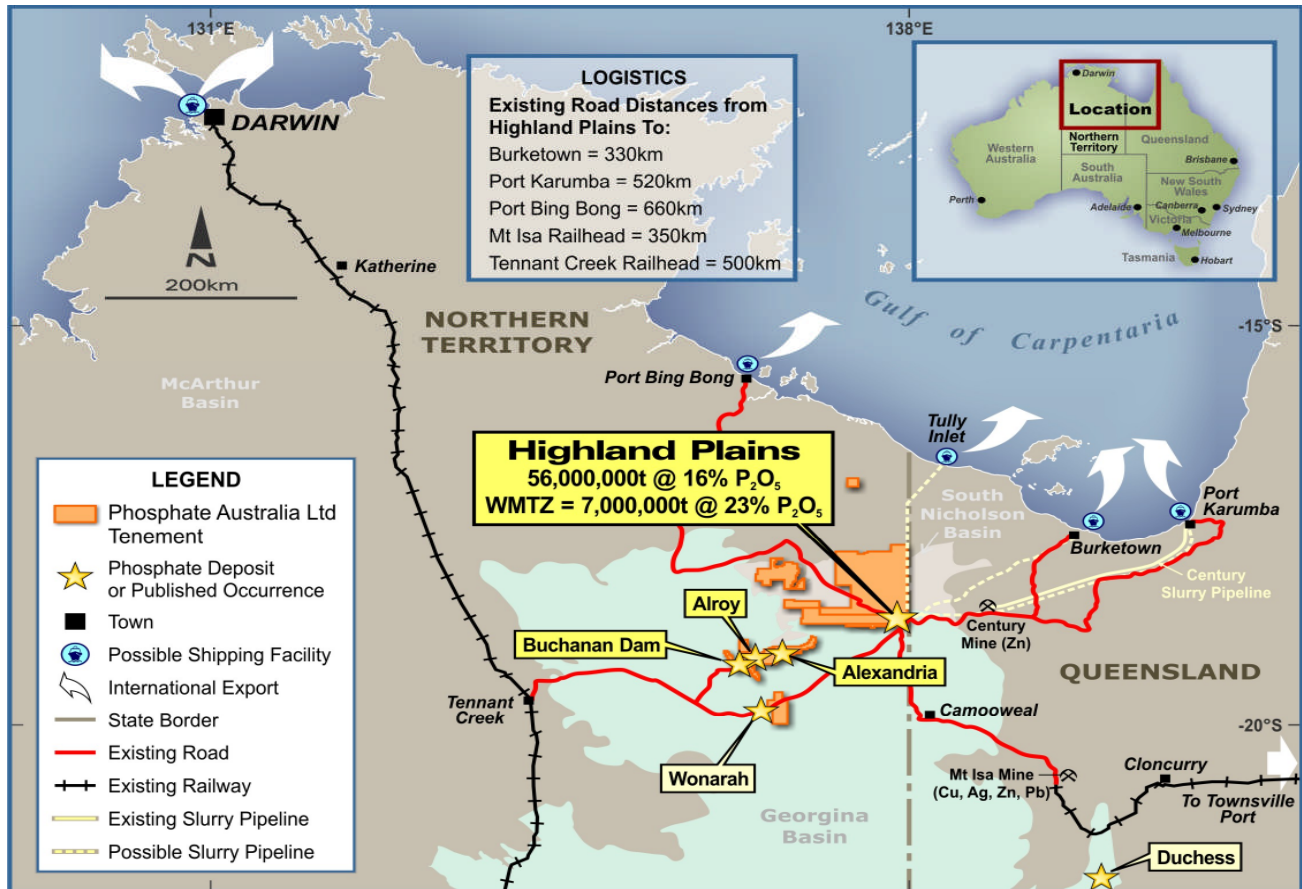 131°E
138°E
DARWIN
LOGISTICS
Existing Road Distances from
Highland Plains To:
Burketown = 330km
Port Karumba = 520km
Port Bing Bong = 660km
Mt Isa Railhead = 350km
Tennant Creek Railhead = 500km
Darwin
Location
Western
Australia
Northern
Territory
Queensland
South
Australia
Brisbane
New South
Wales
Perth
Adelaide
Canberra
Sydney
Victoria
Melbourne
Tasmania
Hobart
N
200km
Katherine
NORTHERN
TERRITORY
McArthur
Basin
Gulf of Carpentaria
-15°S
Port Bing Bong
Tully
Inlet
Highland Plains
56,000,000t @ 16% P₂O₅
WMTZ = 7,000,000t @ 23% P₂O₅
South
Nicholson
Basin
Port
Karumba
Burketown
Century
Slurry Pipeline
Century
Mine (Zn)
LEGEND
Phosphate Australia Ltd
Tenement
Phosphate Deposit
or Published Occurrence
Town
Possible Shipping Facility
International Export
State Border
Existing Road
Existing Railway
Existing Slurry Pipeline
Possible Slurry Pipeline
Alroy
Buchanan Dam
Alexandria
QUEENSLAND
Tennant
Creek
Camooweal
-20°S
Wonarah
Mt Isa Mine
(Cu, Ag, Zn, Pb)
Cloncurry
To Townsville
Port
Georgina
Basin
Duchess